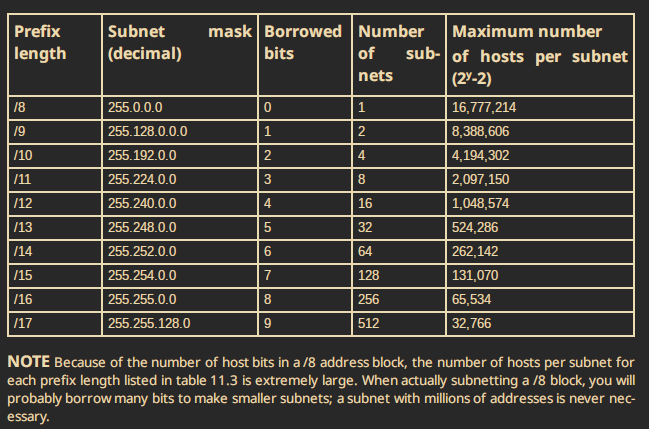 Prefix length | Subnet mask (decimal) | Borrowed bits | Number of sub-nets | Maximum number of hosts per subnet (2ʸ-2)
/8 | 255.0.0.0 | 0 | 1 | 16,777,214
/9 | 255.128.0.0.0 | 1 | 2 | 8,388,606
/10 | 255.192.0.0 | 2 | 4 | 4,194,302
/11 | 255.224.0.0 | 3 | 8 | 2,097,150
/12 | 255.240.0.0 | 4 | 16 | 1,048,574
/13 | 255.248.0.0 | 5 | 32 | 524,286
/14 | 255.252.0.0 | 6 | 64 | 262,142
/15 | 255.254.0.0 | 7 | 128 | 131,070
/16 | 255.255.0.0 | 8 | 256 | 65,534
/17 | 255.255.128.0 | 9 | 512 | 32,766
NOTE Because of the number of host bits in a /8 address block, the number of hosts per subnet for
each prefix length listed in table 11.3 is extremely large. When actually subnetting a /8 block, you will
probably borrow many bits to make smaller subnets; a subnet with millions of addresses is never nec-
essary.